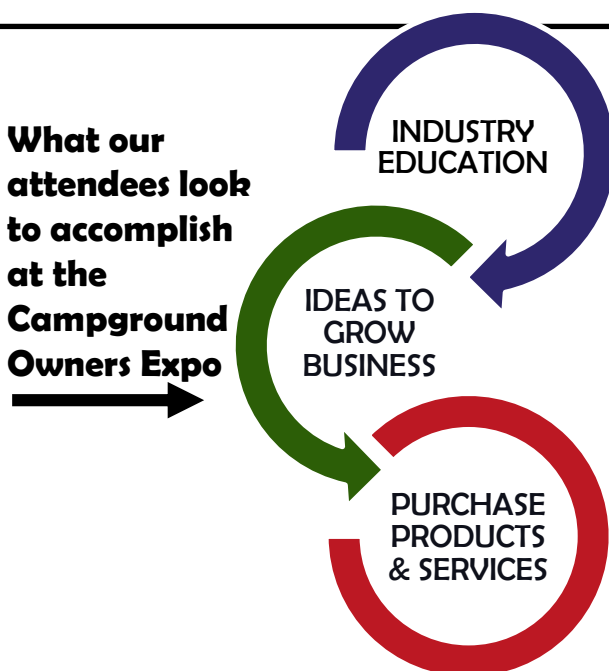 What our
attendees look
to accomplish
at the
Campground
Owners Expo
INDUSTRY
EDUCATION
IDEAS TO
GROW
BUSINESS
PURCHASE
PRODUCTS
& SERVICES